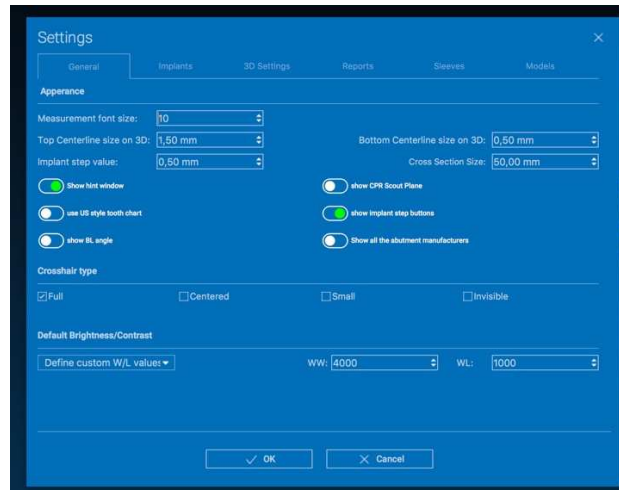 Settings
General Implants 3D Settings Reports Sleeves Models
Apperance
Measurement font size: 10
Top Centerline size on 3D: 1,50 mm Bottom Centerline size on 3D: 0,50 mm
Implant step value: 0,50 mm Cross Section Size: 50,00 mm
Show hint window show CPR Scout Plane
use US style tooth chart show implant step buttons
show BL angle Show all the abutment manufacturers
Crosshair type
Full Centered Small Invisible
Default Brightness/Contrast
Define custom W/L values WW: 4000 WL: 1000
OK Cancel